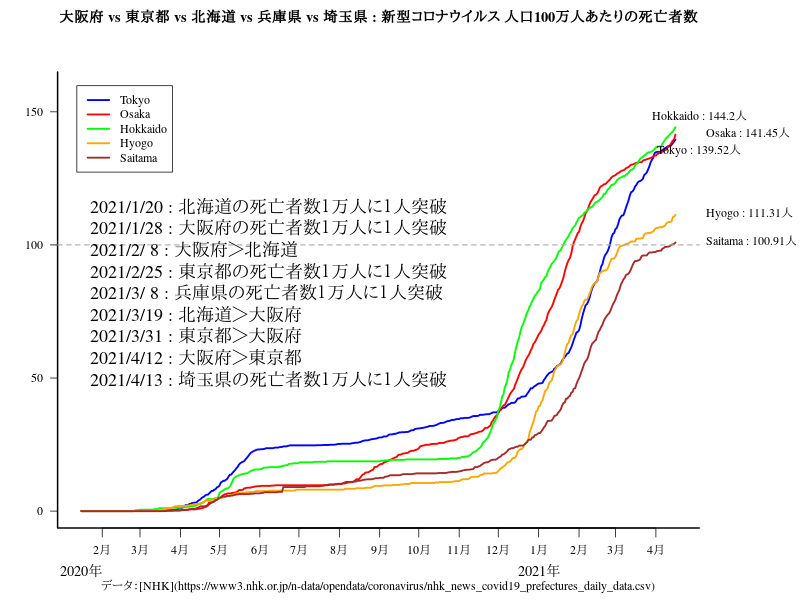 大阪府 vs 東京都 vs 北海道 vs 兵庫県 vs 埼玉県 : 新型コロナウイルス 人口100万人あたりの死亡者数
Tokyo
Osaka
Hokkaido
Hyogo
Saitama
150
100
50
0
Hokkaido : 144.2人
Osaka : 141.45人
Tokyo : 139.52人
Hyogo : 111.31人
Saitama : 100.91人
2021/1/20 : 北海道の死亡者数1万人に1人突破
2021/1/28 : 大阪府の死亡者数1万人に1人突破
2021/2/ 8 : 大阪府＞北海道
2021/2/25 : 東京都の死亡者数1万人に1人突破
2021/3/ 8 : 兵庫県の死亡者数1万人に1人突破
2021/3/19 : 北海道＞大阪府
2021/3/31 : 東京都＞大阪府
2021/4/12 : 大阪府＞東京都
2021/4/13 : 埼玉県の死亡者数1万人に1人突破
2月 3月 4月 5月 6月 7月 8月 9月 10月 11月 12月 1月 2月 3月 4月
2020年 2021年
データ : [NHK](https://www3.nhk.or.jp/n-data/opendata/coronavirus/nhk_news_covid19_prefectures_daily_data.csv)